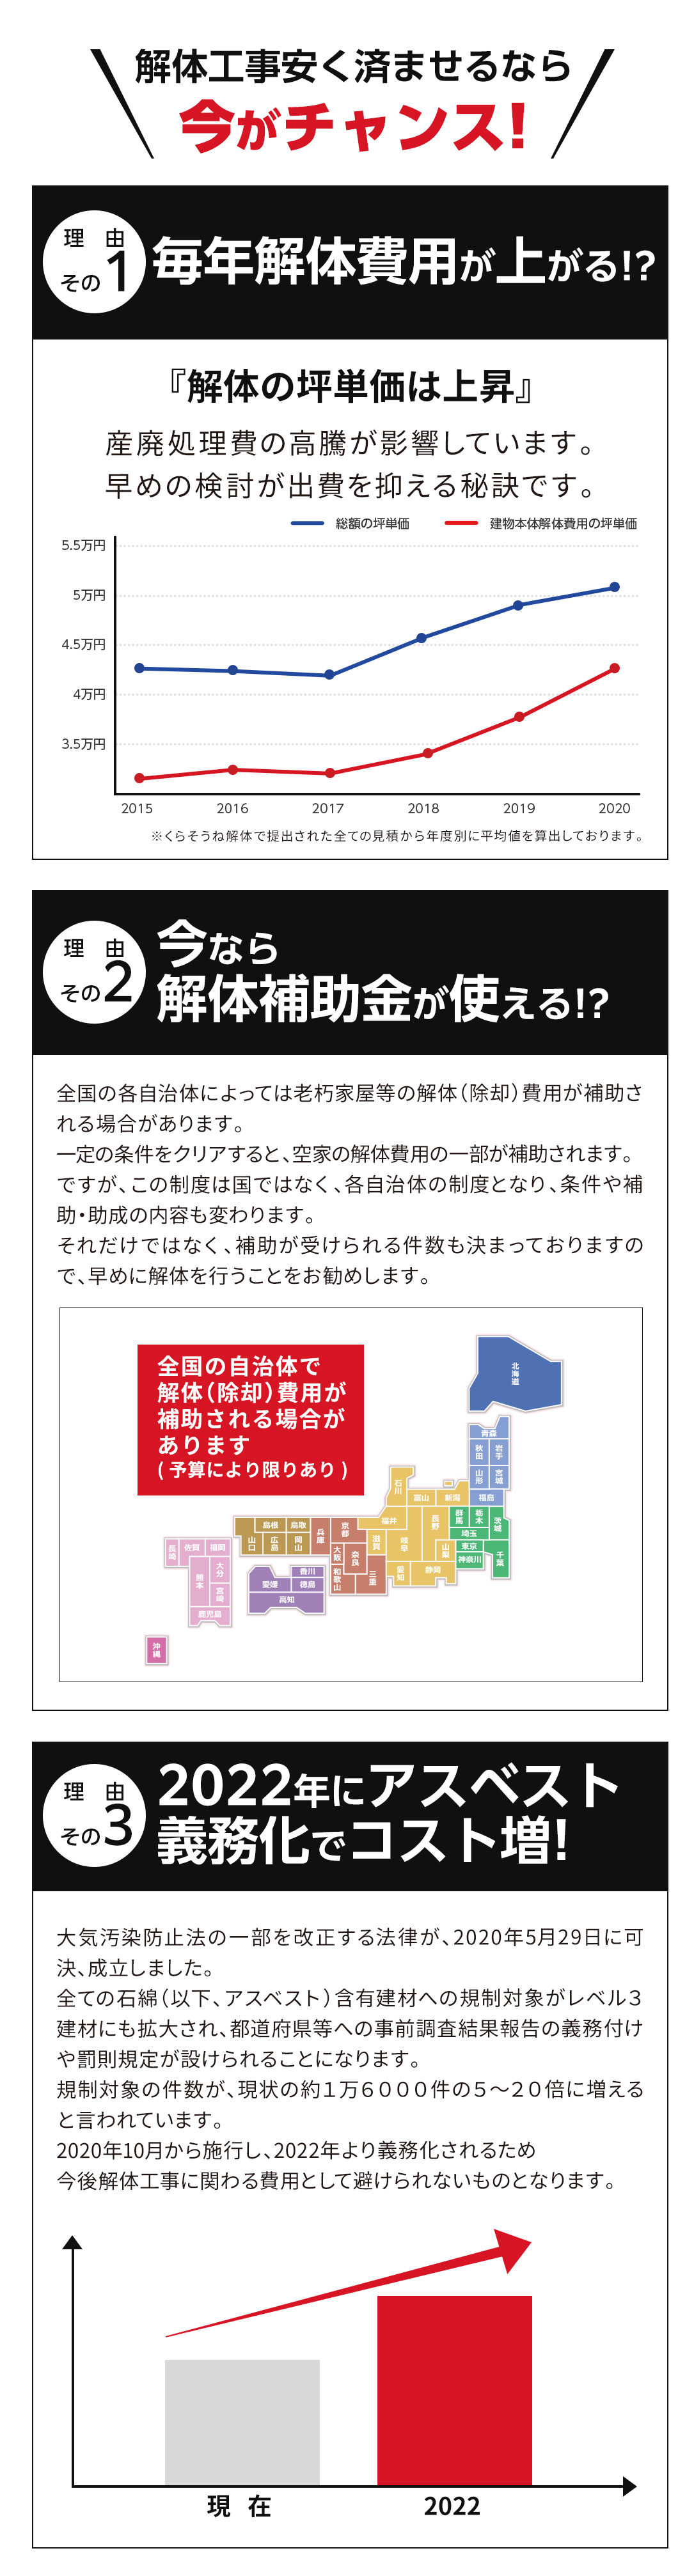 解体工事安く済ませるなら
今がチャンス!
理 由
その1
毎年解体費用が上がる!?
『解体の坪単価は上昇』
産廃処理費の高騰が影響しています。
早めの検討が出費を抑える秘訣です。
総額の坪単価 建物本体解体費用の坪単価
5.5万円
5万円
4.5万円
4万円
3.5万円
2015 2016 2017 2018 2019 2020
※くらそうね解体で提出された全ての見積から年度別に平均値を算出しております。
理 由
その2
今なら
解体補助金が使える!?
全国の各自治体によっては老朽家屋等の解体（除却）費用が補助さ
れる場合があります。
一定の条件をクリアすると、空家の解体費用の一部が補助されます。
ですが、この制度は国ではなく、各自治体の制度となり、条件や補
助・助成の内容も変わります。
それだけではなく、補助が受けられる件数も決まっておりますの
で、早めに解体を行うことをお勧めします。
全国の自治体で
解体（除却）費用が
補助される場合が
あります
( 予算により限りあり )
北海道
青森
秋田
岩手
山形
宮城
福島
石川
富山
新潟
福井
長野
群馬
栃木
茨城
埼玉
東京
神奈川
千葉
山梨
静岡
岐阜
愛知
滋賀
京都
兵庫
大阪
奈良
和歌山
三重
鳥取
島根
岡山
広島
山口
香川
愛媛
徳島
高知
福岡
佐賀
長崎
大分
熊本
宮崎
鹿児島
沖縄
理 由
その3
2022年にアスベスト
義務化でコスト増!
大気汚染防止法の一部を改正する法律が、2020年5月29日に可
決、成立しました。
全ての石綿（以下、アスベスト）含有建材への規制対象がレベル３
建材にも拡大され、都道府県等への事前調査結果報告の義務付け
や罰則規定が設けられることになります。
規制対象の件数が、現状の約１万６０００件の５～２０倍に増える
と言われています。
2020年10月から施行し、2022年より義務化されるため
今後解体工事に関わる費用として避けられないものとなります。
現 在
2022